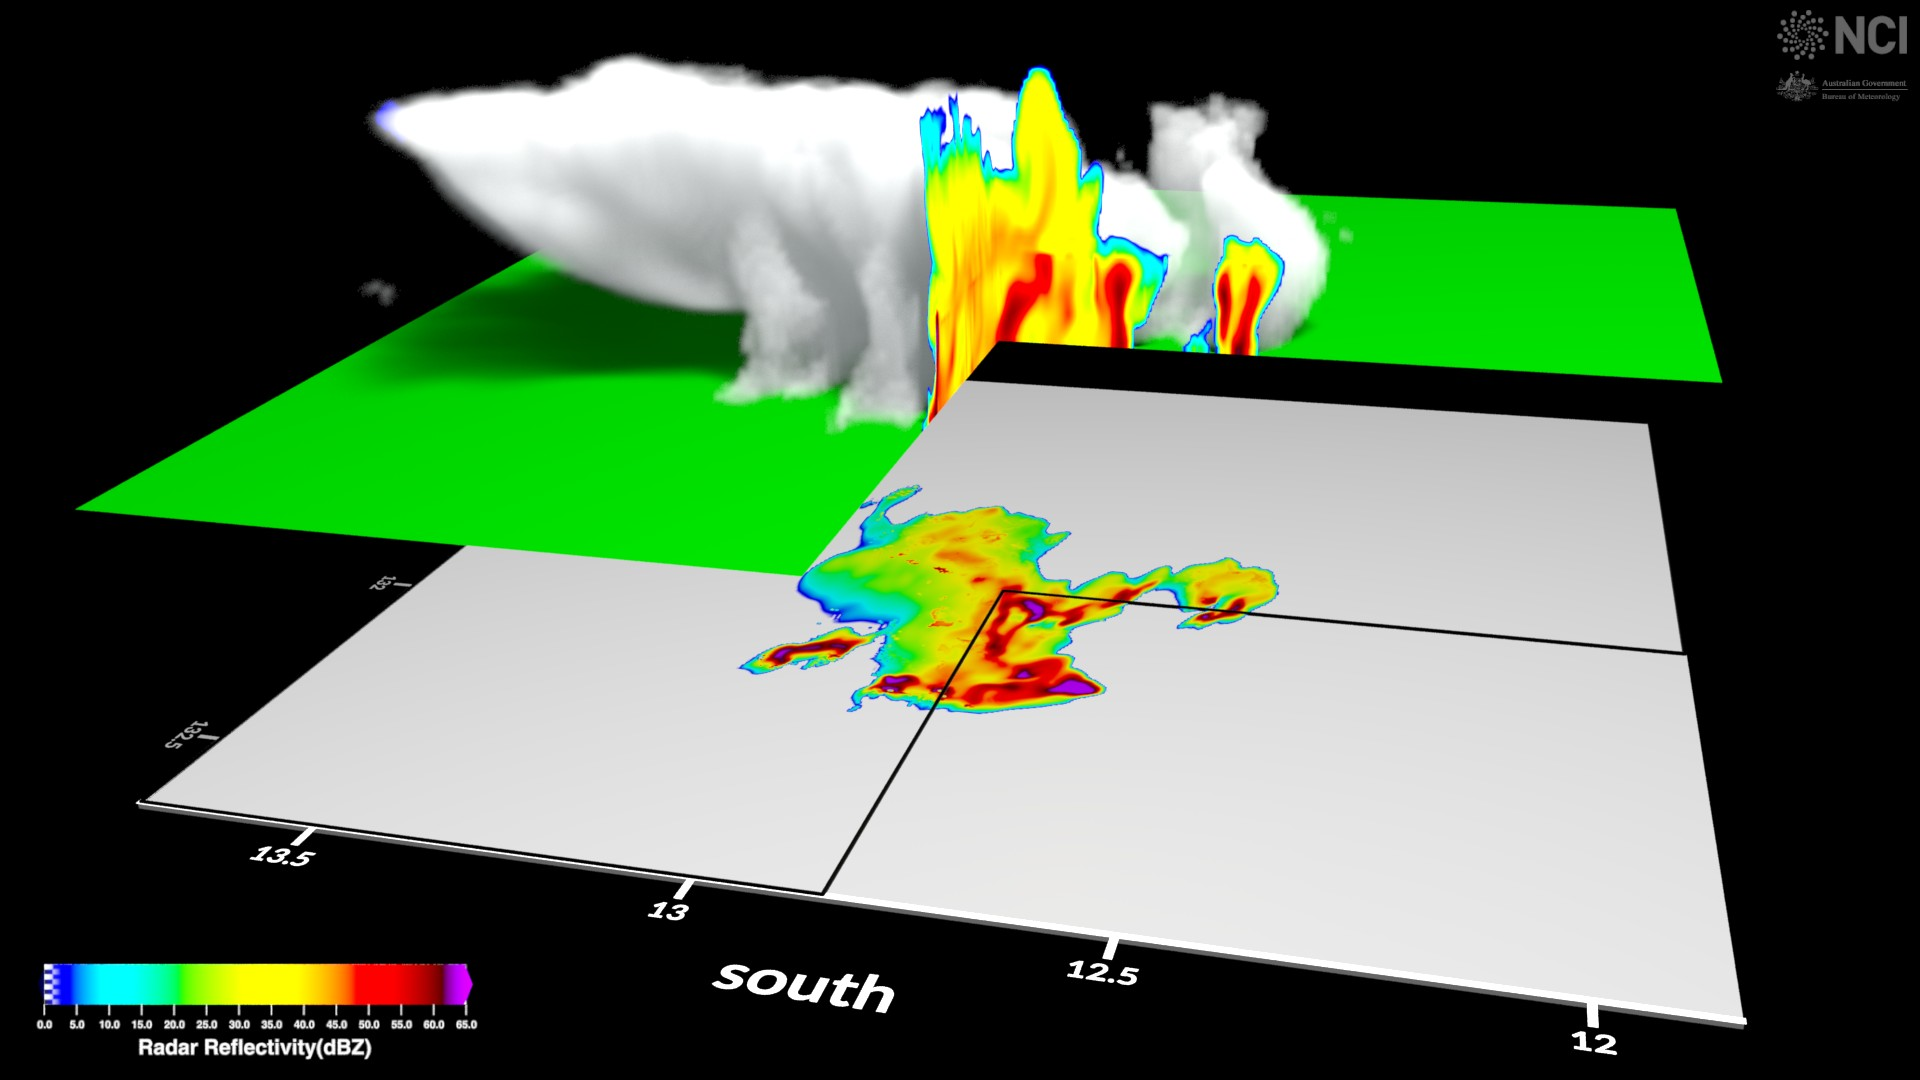 NCI
Australian Government
Bureau of Meteorology
132
132.5
13.5
13
south
12.5
12
0.0 5.0 10.0 15.0 20.0 25.0 30.0 35.0 40.0 45.0 50.0 55.0 60.0 65.0
Radar Reflectivity(dBZ)